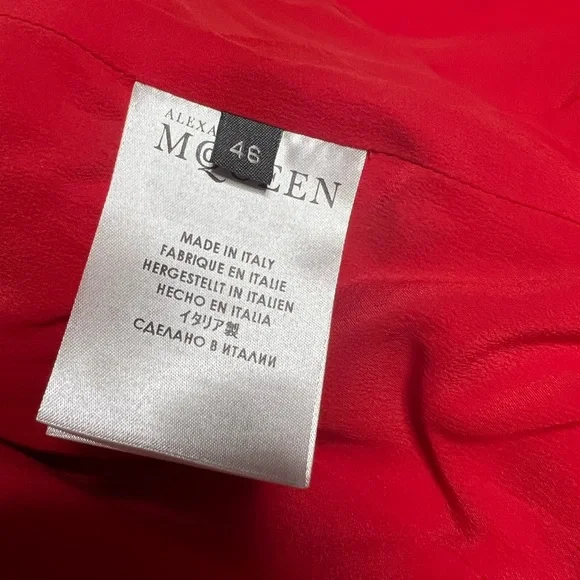 ALEXA
McQUEEN
46
MADE IN ITALY
FABRIQUE EN ITALIE
HERGESTELLT IN ITALIEN
HECHO EN ITALIA
イタリア製
СДЕЛАНО В ИТАЛИИ